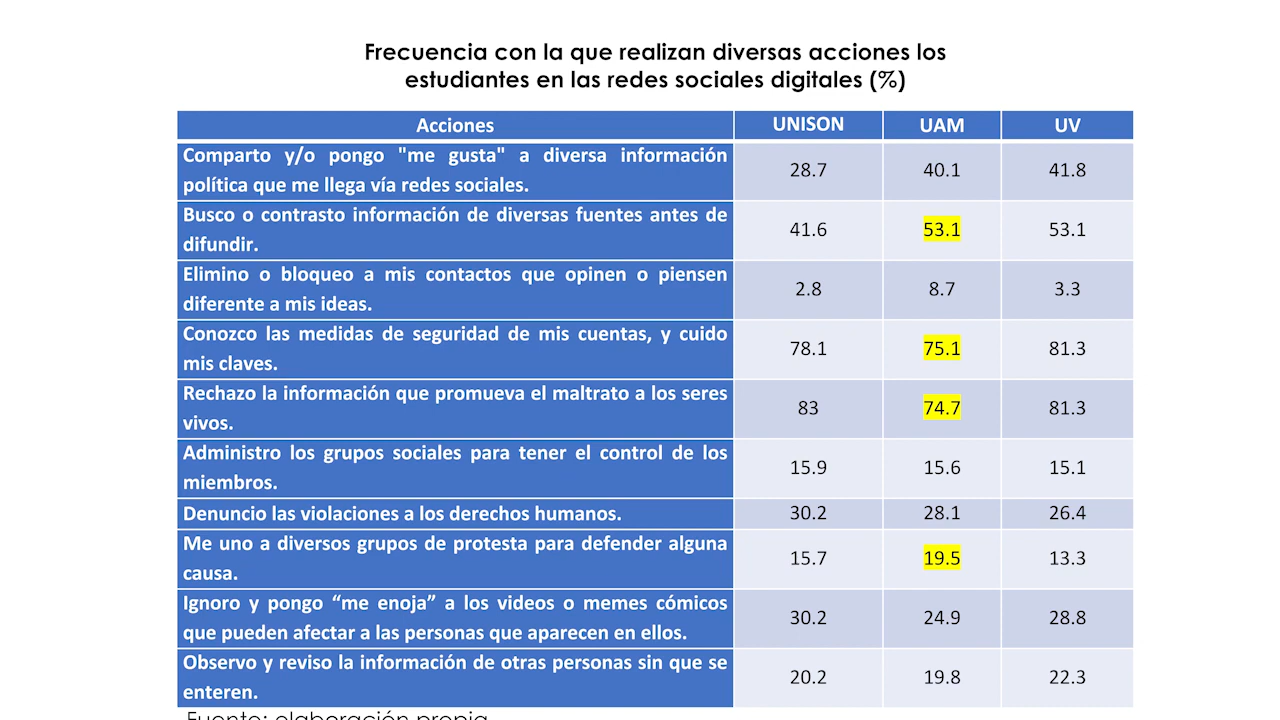 Frecuencia con la que realizan diversas acciones los
estudiantes en las redes sociales digitales (%)
Acciones UNISON UAM UV
Comparto y/o pongo "me gusta" a diversa información
política que me llega vía redes sociales. 28.7 40.1 41.8
Busco o contrasto información de diversas fuentes antes de
difundir. 41.6 53.1 53.1
Elimino o bloqueo a mis contactos que opinen o piensen
diferente a mis ideas. 2.8 8.7 3.3
Conozco las medidas de seguridad de mis cuentas, y cuido
mis claves. 78.1 75.1 81.3
Rechazo la información que promueva el maltrato a los seres
vivos. 83 74.7 81.3
Administro los grupos sociales para tener el control de los
miembros. 15.9 15.6 15.1
Denuncio las violaciones a los derechos humanos. 30.2 28.1 26.4
Me uno a diversos grupos de protesta para defender alguna
causa. 15.7 19.5 13.3
Ignoro y pongo “me enoja” a los videos o memes cómicos
que pueden afectar a las personas que aparecen en ellos. 30.2 24.9 28.8
Observo y reviso la información de otras personas sin que se
enteren. 20.2 19.8 22.3
Fuente: elaboración propia